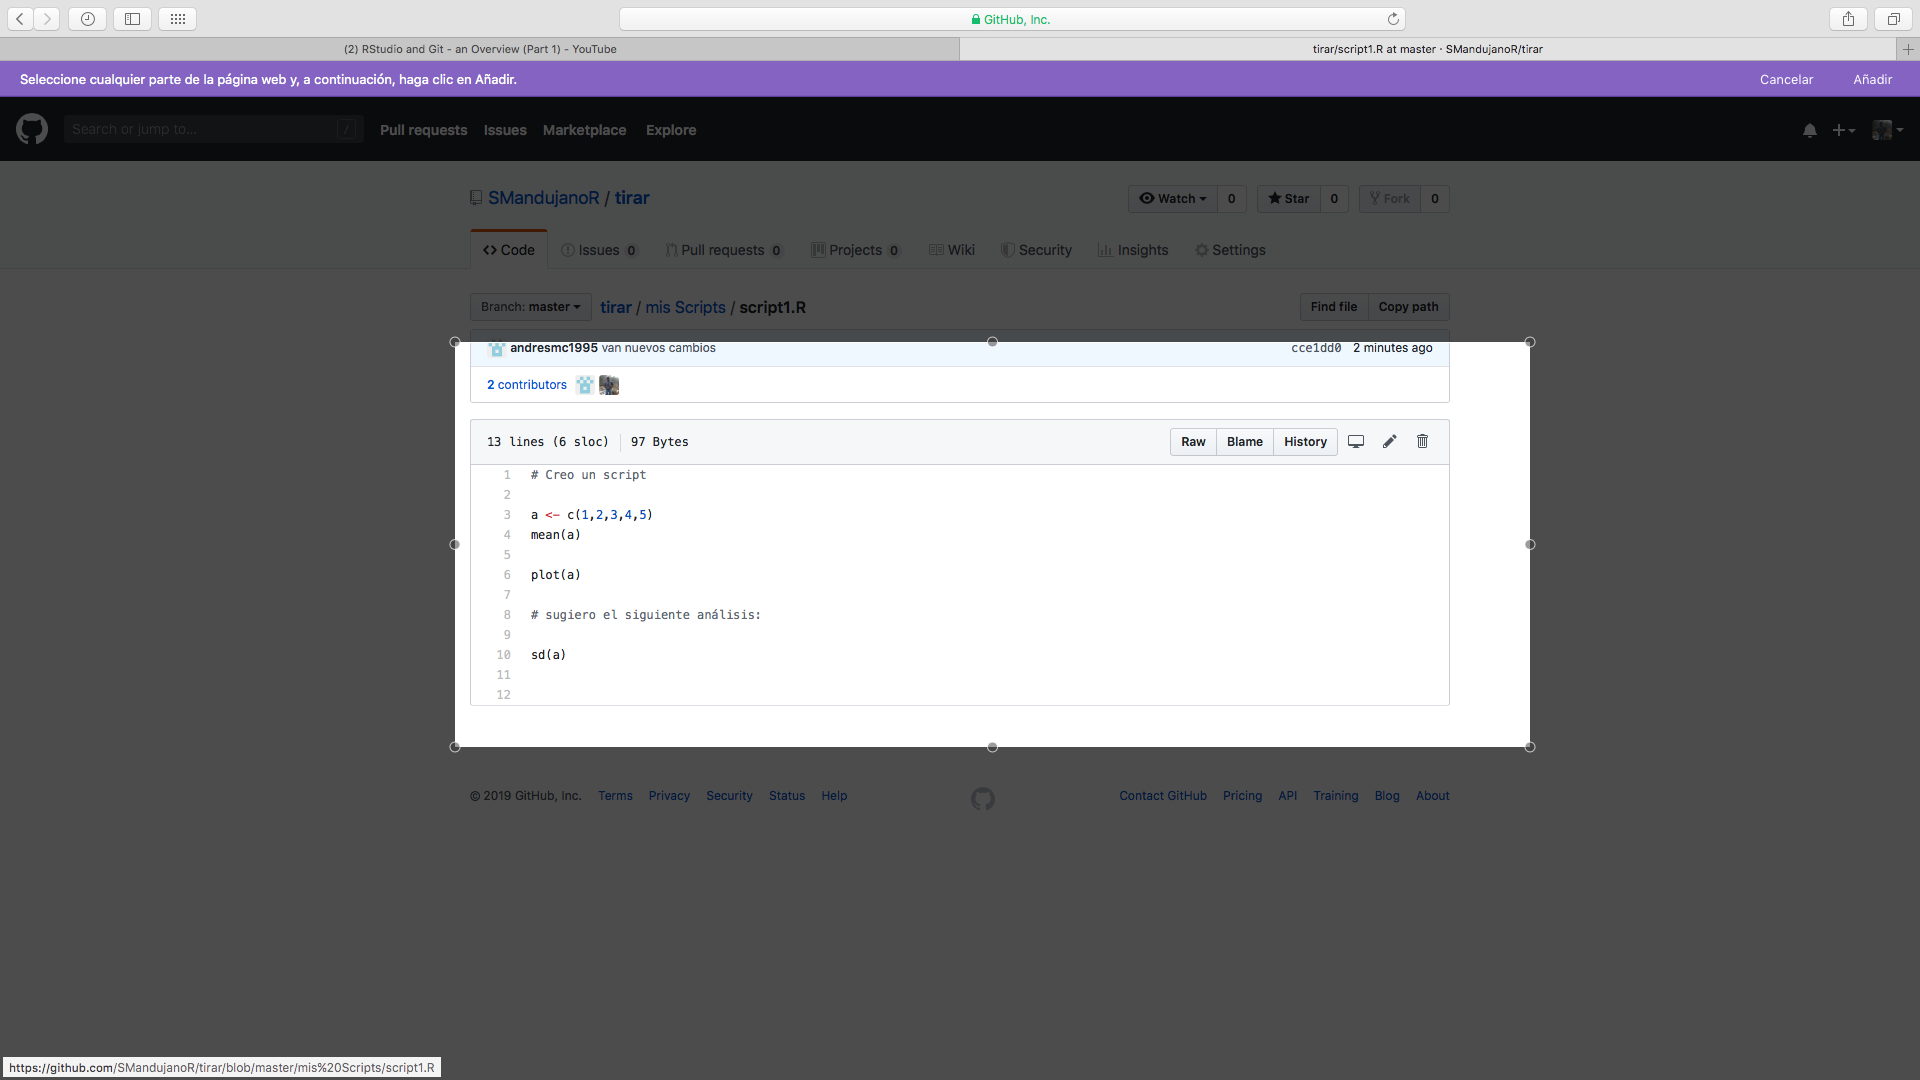 GitHub, Inc.
(2) RStudio and Git - an Overview (Part 1) - YouTube
tirar/script1.R at master · SMandujanoR/tirar
Seleccione cualquier parte de la página web y, a continuación, haga clic en Añadir.
Cancelar Añadir
Search or jump to... /
Pull requests Issues Marketplace Explore
SMandujanoR / tirar
Watch 0 Star 0 Fork 0
Code Issues 0 Pull requests 0 Projects 0 Wiki Security Insights Settings
Branch: master tirar / mis Scripts / script1.R Find file Copy path
andresmc1995 van nuevos cambios cce1dd0 2 minutes ago
2 contributors
13 lines (6 sloc) 97 Bytes Raw Blame History
1 # Creo un script
2
3 a <- c(1,2,3,4,5)
4 mean(a)
5
6 plot(a)
7
8 # sugiero el siguiente análisis:
9
10 sd(a)
11
12
© 2019 GitHub, Inc. Terms Privacy Security Status Help Contact GitHub Pricing API Training Blog About
https://github.com/SMandujanoR/tirar/blob/master/mis%20Scripts/script1.R